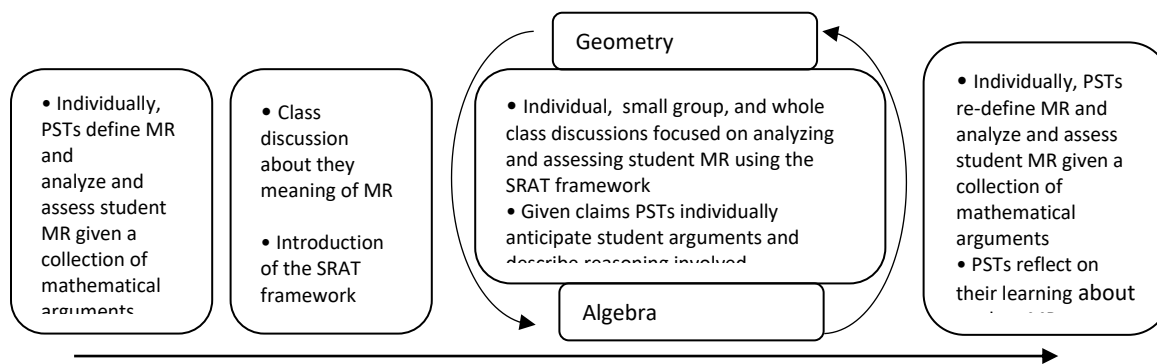 • Individually,
PSTs define MR
and
analyze and
assess student
MR given a
collection of
mathematical
arguments
• Class
discussion
about they
meaning of MR
• Introduction
of the SRAT
framework
Geometry
• Individual, small group, and whole
class discussions focused on analyzing
and assessing student MR using the
SRAT framework
• Given claims PSTs individually
anticipate student arguments and
describe reasoning involved
Algebra
• Individually, PSTs
re-define MR and
analyze and assess
student MR given a
collection of
mathematical
arguments
• PSTs reflect on
their learning about